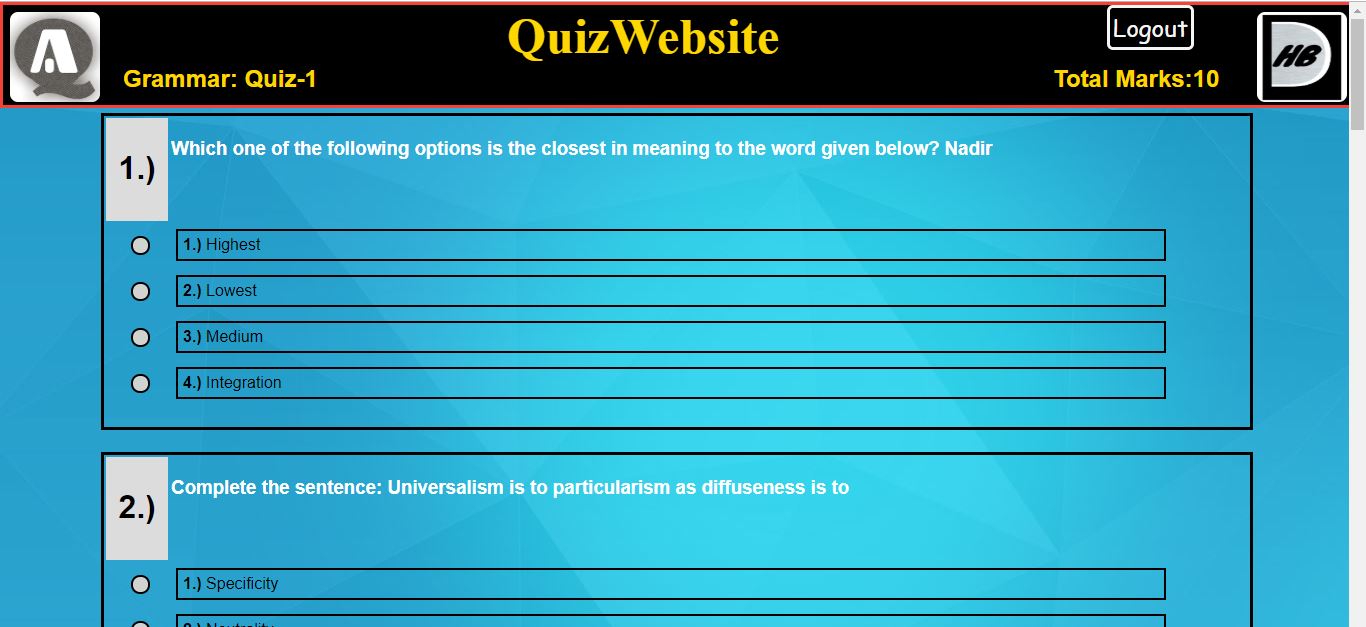 QuizWebsite
Logout
Grammar: Quiz-1
Total Marks:10
HB
1.)
Which one of the following options is the closest in meaning to the word given below? Nadir
1.) Highest
2.) Lowest
3.) Medium
4.) Integration
2.)
Complete the sentence: Universalism is to particularism as diffuseness is to
1.) Specificity